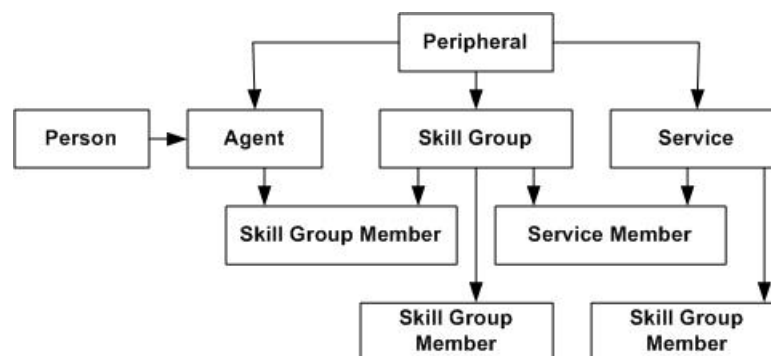 Peripheral
Person
Agent
Skill Group
Service
Skill Group Member
Service Member
Skill Group
Member
Skill Group
Member